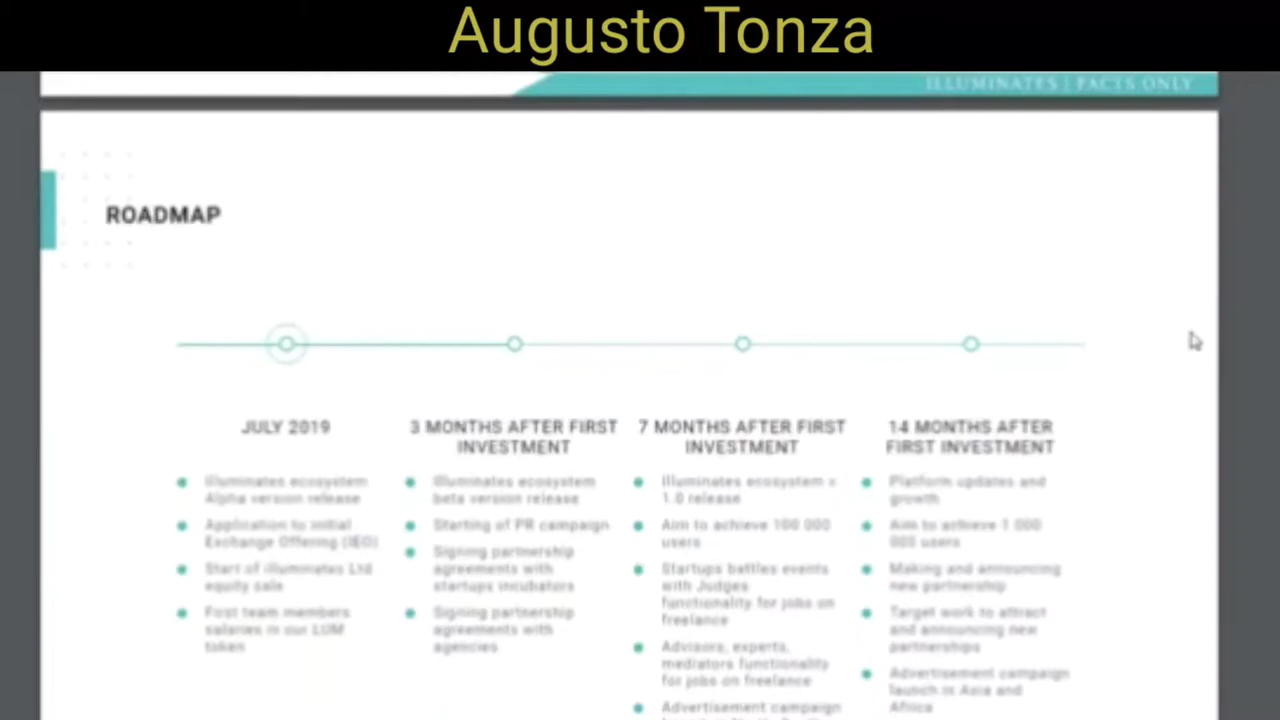 Augusto Tonza
ILLUMINATES | FACTS ONLY
ROADMAP
JULY 2019
Illuminates ecosystem
Alpha version release
Application to initial
Exchange Offering (IEO)
Start of illuminates Ltd
equity sale
First team members
salaries in our LUM
token
3 MONTHS AFTER FIRST
INVESTMENT
Illuminates ecosystem
beta version release
Starting of PR campaign
Signing partnership
agreements with
startups incubators
Signing partnership
agreements with
agencies
7 MONTHS AFTER FIRST
INVESTMENT
Illuminates ecosystem
1.0 release
Aim to achieve 100 000
users
Startups battles events
with Judges
functionality for jobs on
freelance
Advisors, experts,
mediators functionality
for jobs on freelance
Advertisement campaign
14 MONTHS AFTER
FIRST INVESTMENT
Platform updates and
growth
Aim to achieve 1 000
000 users
Making and announcing
new partnership
Target work to attract
and announcing new
partnerships
Advertisement campaign
launch in Asia and
Africa